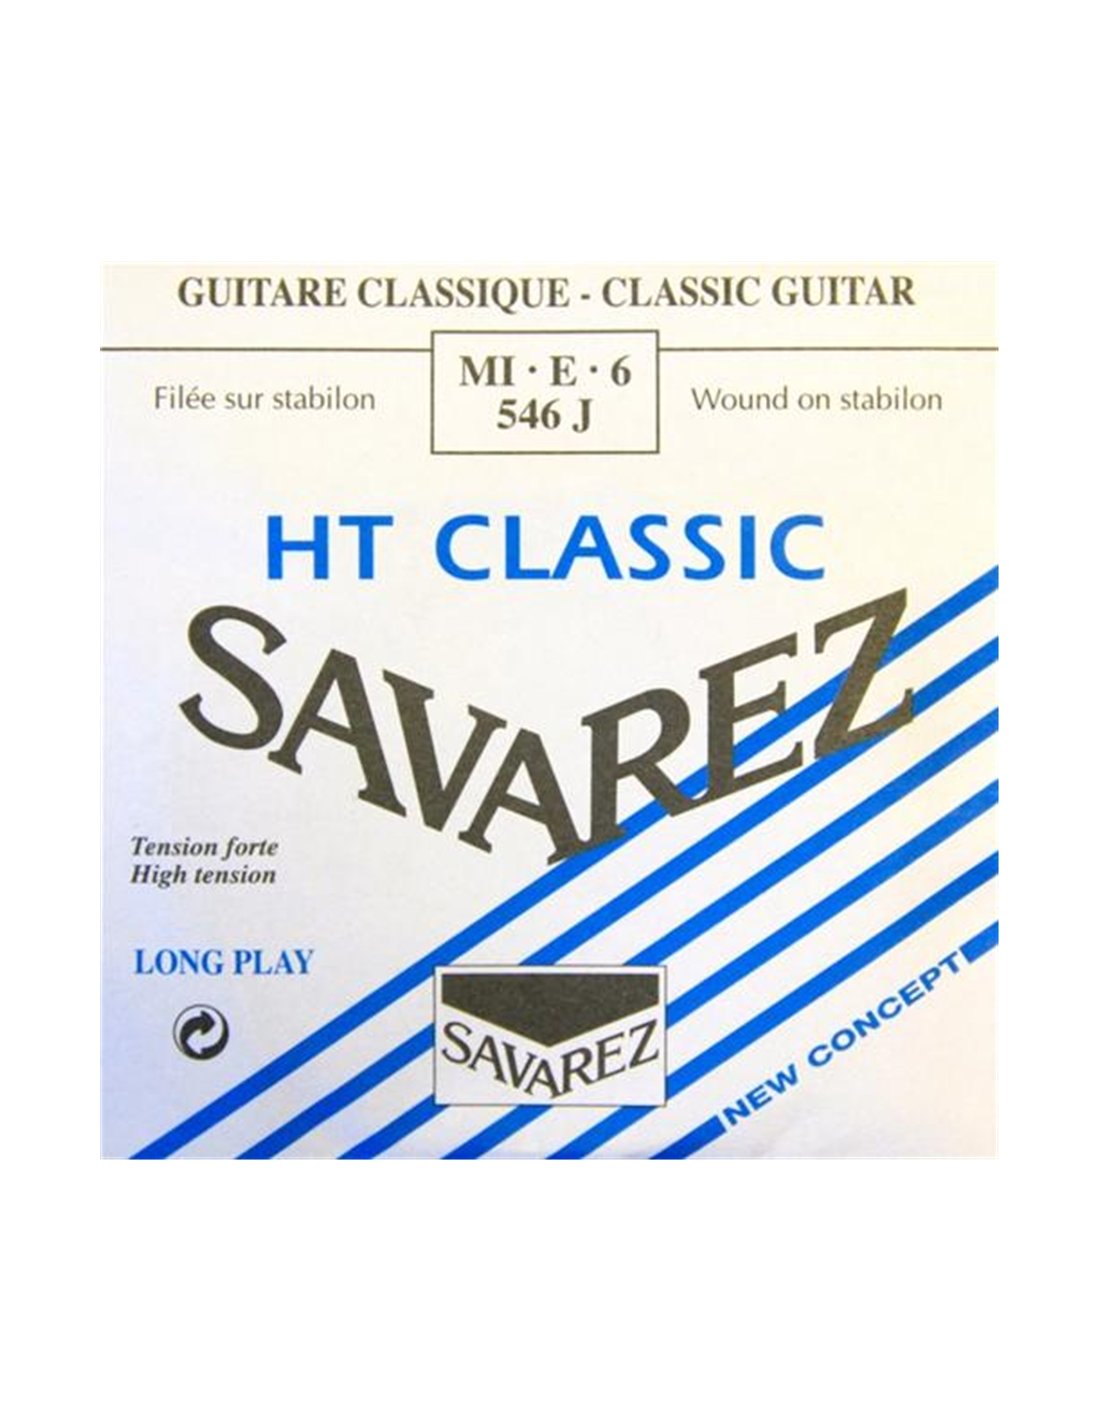 GUITARE CLASSIQUE - CLASSIC GUITAR
MI · E · 6
546 J
Filée sur stabilon
Wound on stabilon
HT CLASSIC
SAVAREZ
Tension forte
High tension
LONG PLAY
SAVAREZ
NEW CONCEPT